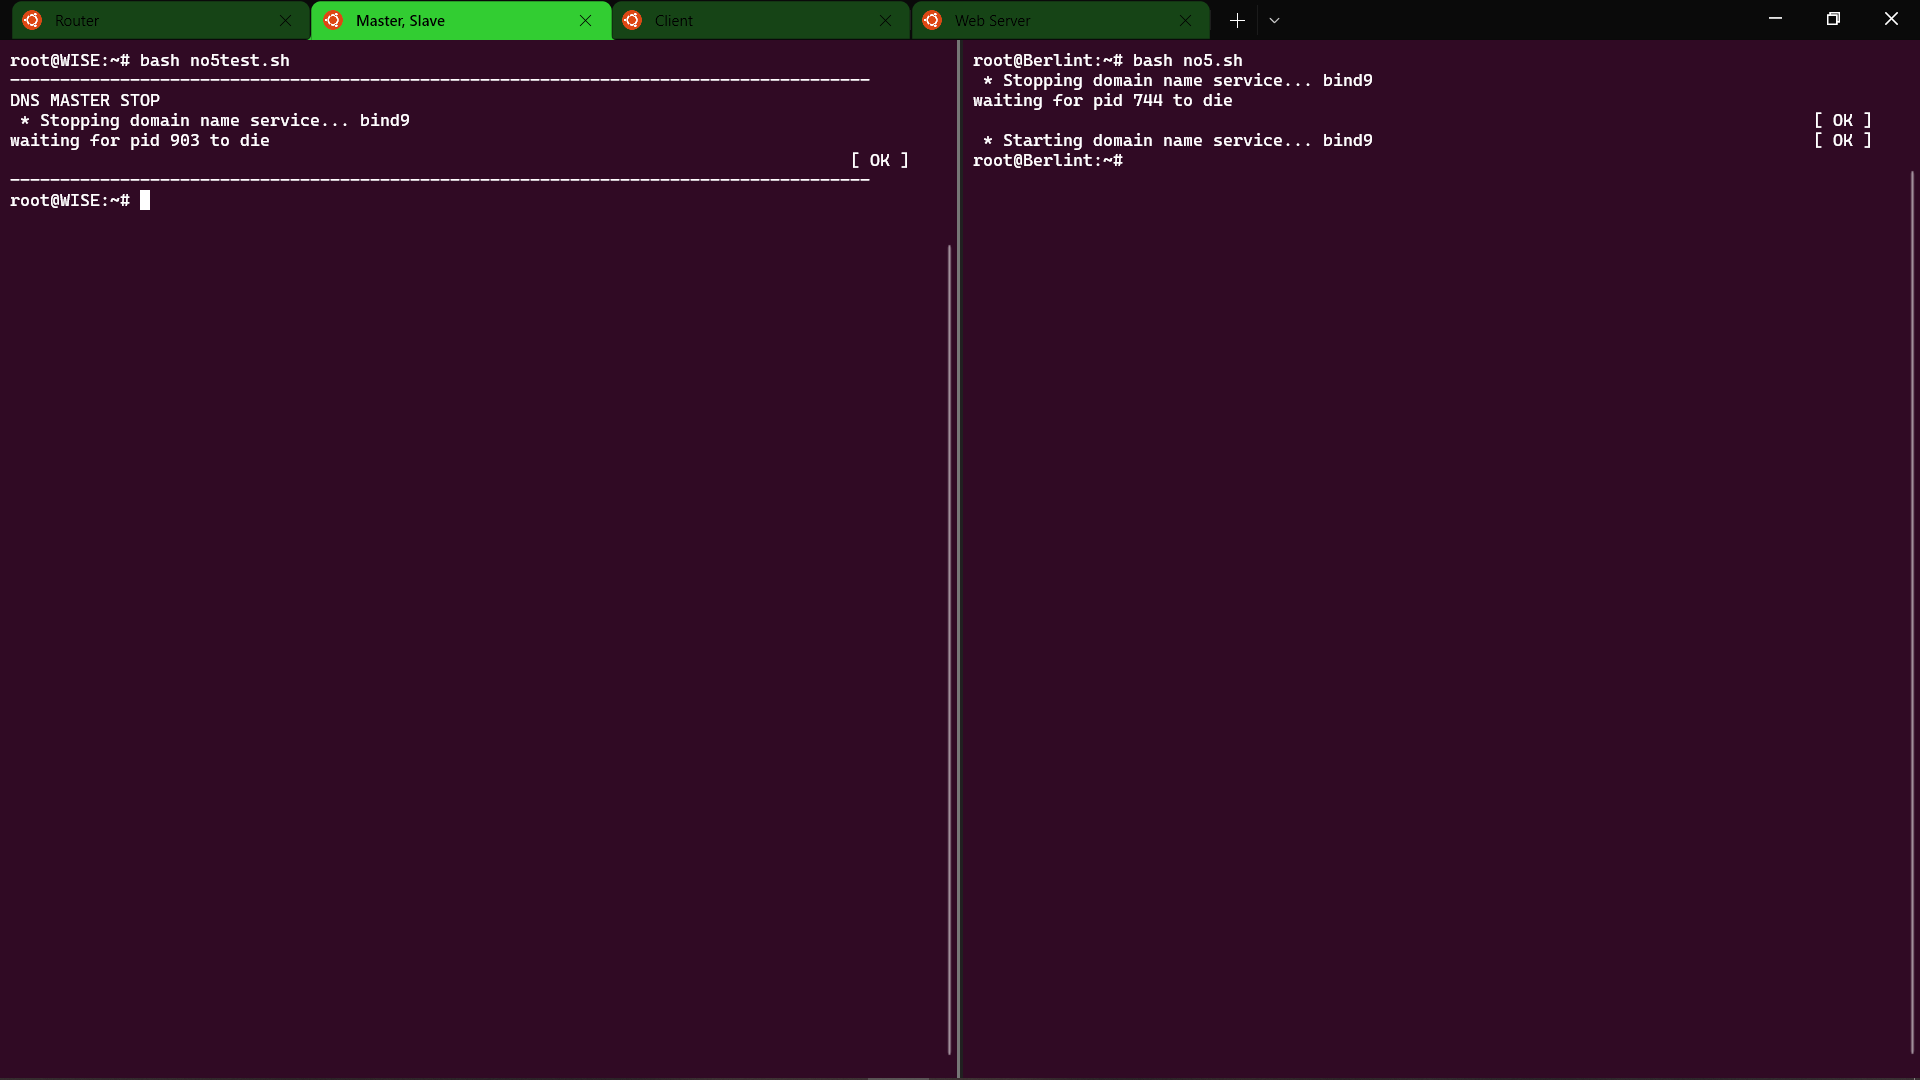 Router
Master, Slave
Client
Web Server
root@WISE:~# bash no5test.sh
--------------------------------------------------------------------------------------
DNS MASTER STOP
 * Stopping domain name service... bind9
waiting for pid 903 to die
[ OK ]
--------------------------------------------------------------------------------------
root@WISE:~#
root@Berlint:~# bash no5.sh
 * Stopping domain name service... bind9
waiting for pid 744 to die
[ OK ]
 * Starting domain name service... bind9 [ OK ]
root@Berlint:~#